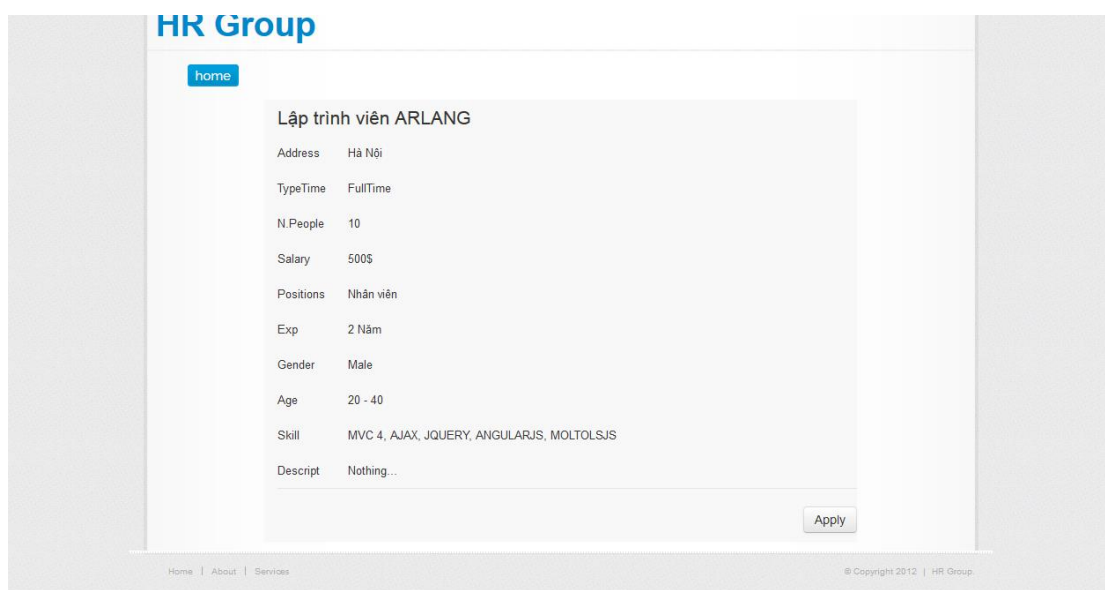 HR Group
home
Lập trình viên ARLANG
Address Hà Nội
TypeTime FullTime
N.People 10
Salary 500$
Positions Nhân viên
Exp 2 Năm
Gender Male
Age 20 - 40
Skill MVC 4, AJAX, JQUERY, ANGULARJS, MOLTOLSJS
Descript Nothing...
Apply
Home | About | Services © Copyright 2012 | HR Group.